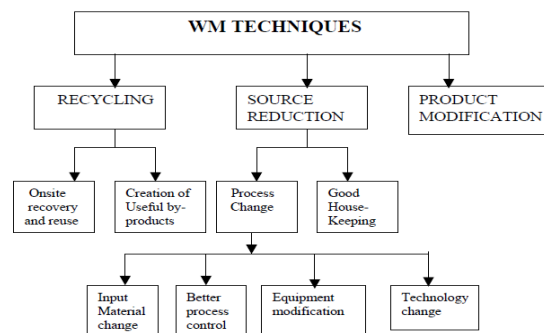 WM TECHNIQUES
RECYCLING
SOURCE
REDUCTION
PRODUCT
MODIFICATION
Onsite
recovery
and reuse
Creation of
Useful by-
products
Process
Change
Good
House-
Keeping
Input
Material
change
Better
process
control
Equipment
modification
Technology
change